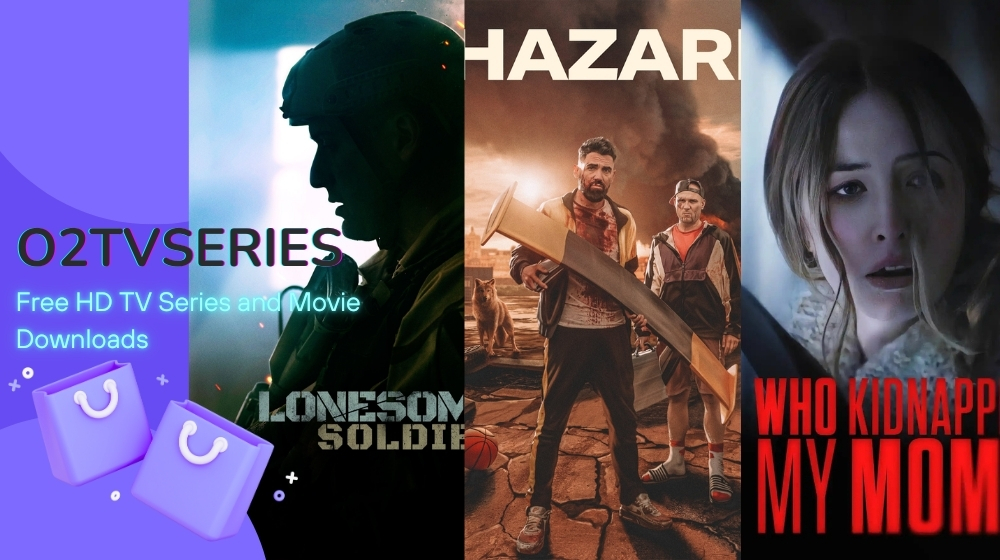 O2TVSERIES
Free HD TV Series and Movie
Downloads
LONESOM
SOLDIE
HAZAR
WHO KIDNAPP
MY MOM